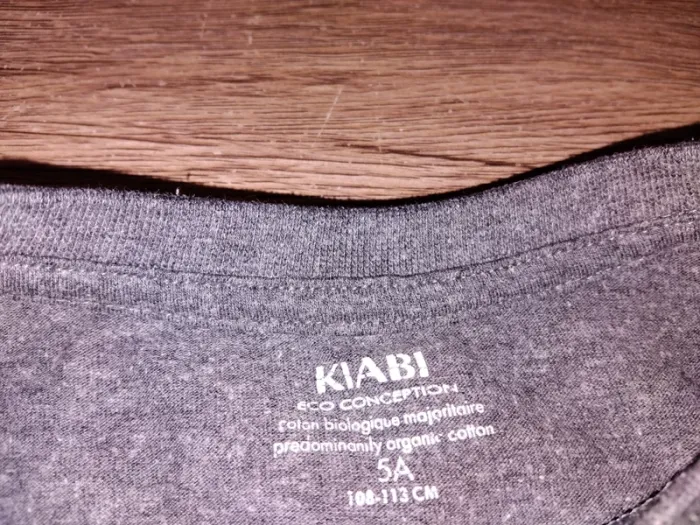 KIABI
ECO CONCEPTION
coton biologique majoritaire
predominantly organic cotton
5A
108-113 CM